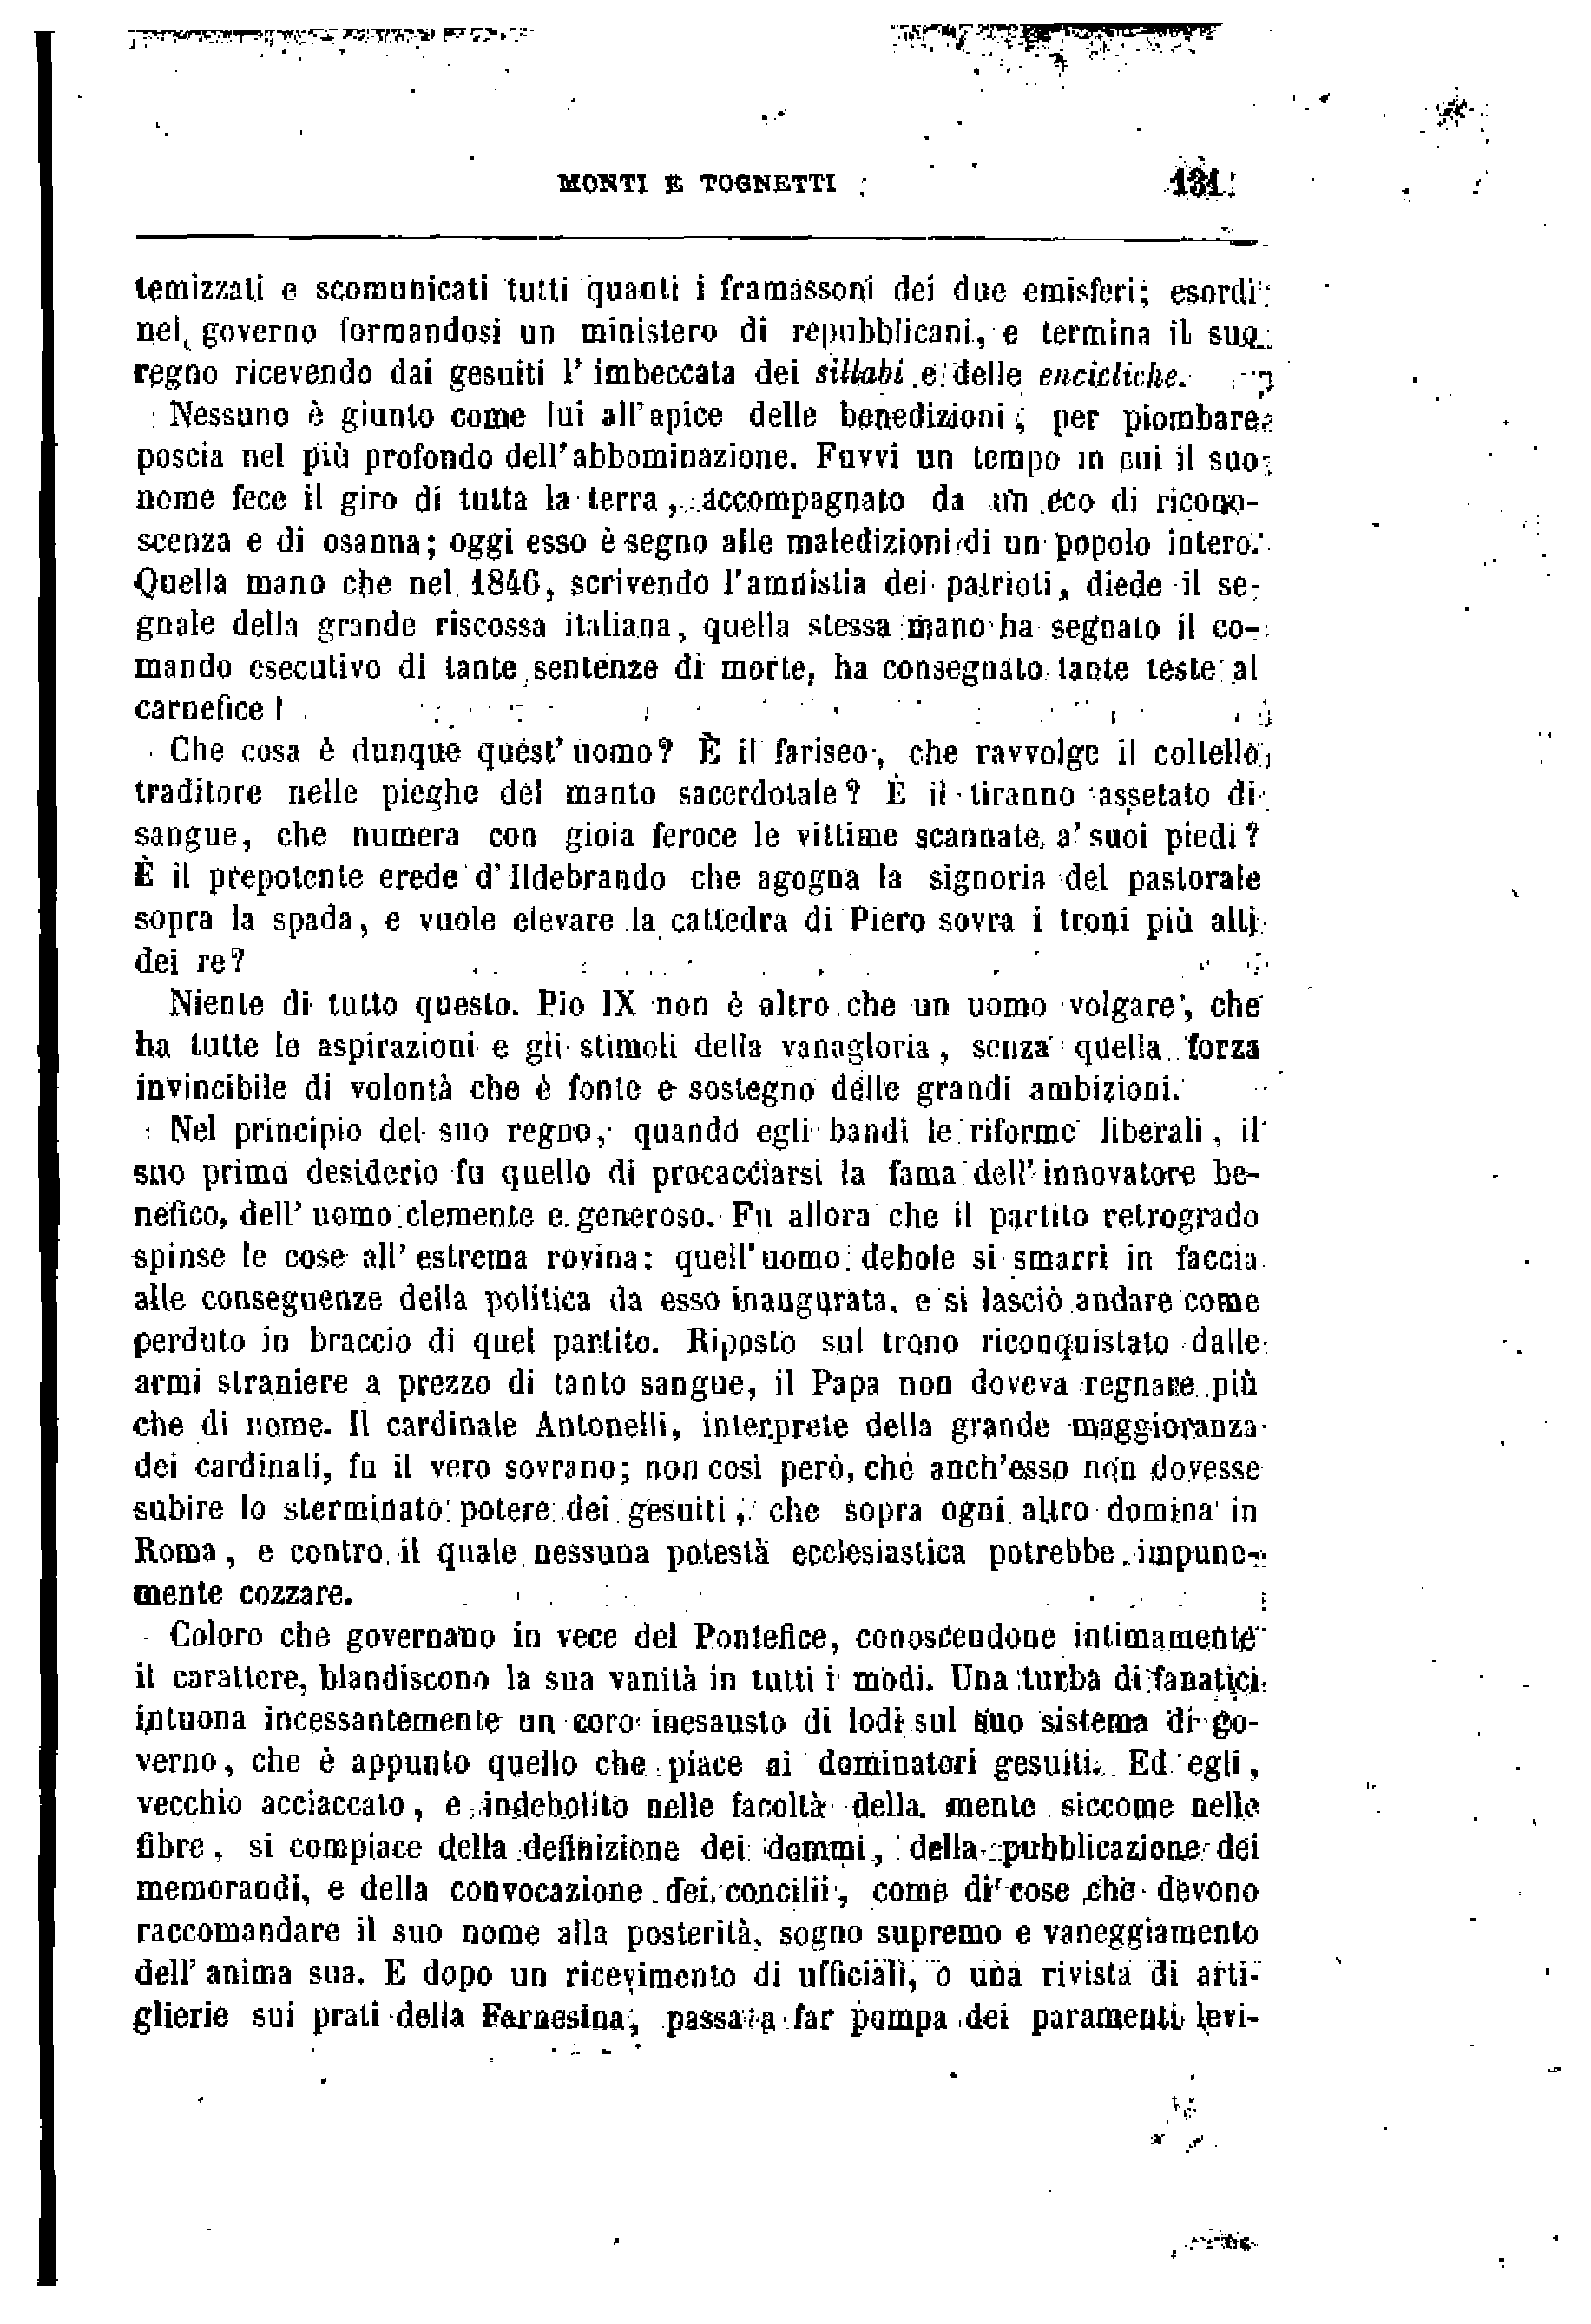 MONTI E TOGNETTI 131
temizzati e scomunicati tutti quanti i framassoni dei due emisferi; esordì
nel governo formandosi un ministero di repubblicani, e termina il suo
regno ricevendo dai gesuiti l' imbeccata dei sillabi e delle encicliche.
Nessuno è giunto come lui all'apice delle benedizioni; per piombare
poscia nel più profondo dell'abbominazione. Fuvvi un tempo in cui il suo
nome fece il giro di tutta la terra, accompagnato da un eco di ricono-
scenza e di osanna; oggi esso è segno alle maledizioni di un popolo intero.
Quella mano che nel 1846, scrivendo l'amnistia dei patrioti, diede il se-
gnale della grande riscossa italiana, quella stessa mano ha segnato il co-
mando esecutivo di tante sentenze di morte, ha consegnato tante teste al
carnefice!
Che cosa è dunque quest' uomo? È il fariseo, che ravvolge il coltello
traditore nelle pieghe del manto sacerdotale? È il tiranno assetato di
sangue, che numera con gioia feroce le vittime scannate a' suoi piedi?
È il prepotente erede d' Ildebrando che agogna la signoria del pastorale
sopra la spada, e vuole elevare la cattedra di Piero sovra i troni più alti
dei re?
Niente di tutto questo. Pio IX non è altro che un uomo volgare, che
ha tutte le aspirazioni e gli stimoli della vanagloria, senza quella forza
invincibile di volontà che è fonte e sostegno delle grandi ambizioni.
Nel principio del suo regno, quando egli bandì le riforme liberali, il
suo primo desiderio fu quello di procacciarsi la fama dell' innovatore be-
nefico, dell' uomo clemente e generoso. Fu allora che il partito retrogrado
spinse le cose all' estrema rovina: quell'uomo debole si smarrì in faccia
alle conseguenze della politica da esso inaugurata, e si lasciò andare come
perduto in braccio di quel partito. Riposto sul trono riconquistato dalle
armi straniere a prezzo di tanto sangue, il Papa non doveva regnare più
che di nome. Il cardinale Antonelli, interprete della grande maggioranza
dei cardinali, fu il vero sovrano; non così però, chè anch'esso non dovesse
subire lo sterminato potere dei gesuiti, che sopra ogni altro domina in
Roma, e contro il quale nessuna potestà ecclesiastica potrebbe impune-
mente cozzare.
Coloro che governano in vece del Pontefice, conoscendone intimamente
il carattere, blandiscono la sua vanità in tutti i modi. Una turba di fanatici
intuona incessantemente un coro inesausto di lodi sul suo sistema di go-
verno, che è appunto quello che piace ai dominatori gesuiti. Ed egli,
vecchio acciaccato, e indebolito nelle facoltà della mente siccome nelle
fibre, si compiace della definizione dei dommi, della pubblicazione dei
memorandi, e della convocazione dei concilii, come di cose che devono
raccomandare il suo nome alla posterità, sogno supremo e vaneggiamento
dell' anima sua. E dopo un ricevimento di ufficiali, o una rivista di arti-
glierie sui prati della Farnesina, passa a far pompa dei paramenti levi-